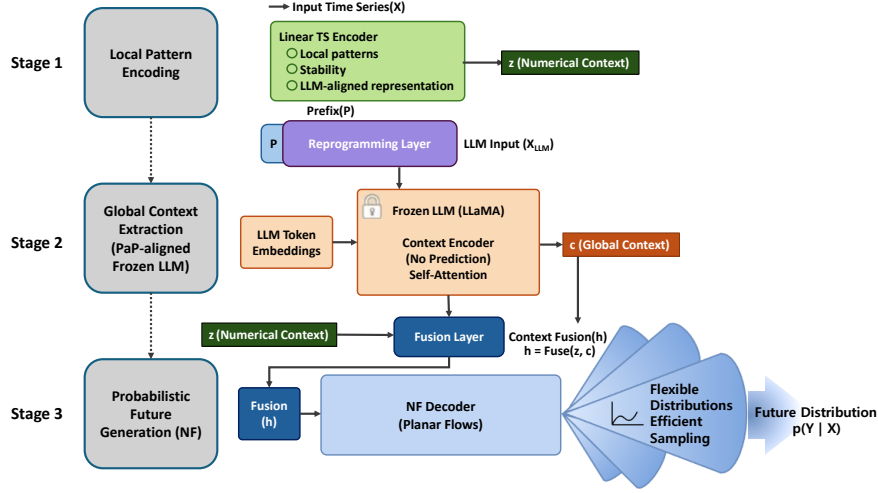 Input Time Series(X)
Stage 1
Local Pattern
Encoding
Linear TS Encoder
Local patterns
Stability
LLM-aligned representation
z (Numerical Context)
Prefix(P)
P
Reprogramming Layer
LLM Input (X_LLM)
Stage 2
Global Context
Extraction
(PaP-aligned
Frozen LLM)
LLM Token
Embeddings
Frozen LLM (LLaMA)
Context Encoder
(No Prediction)
Self-Attention
c (Global Context)
z (Numerical Context)
Fusion Layer
Context Fusion(h)
h = Fuse(z, c)
Stage 3
Probabilistic
Future
Generation (NF)
Fusion
(h)
NF Decoder
(Planar Flows)
Flexible
Distributions
Efficient
Sampling
Future Distribution
p(Y | X)